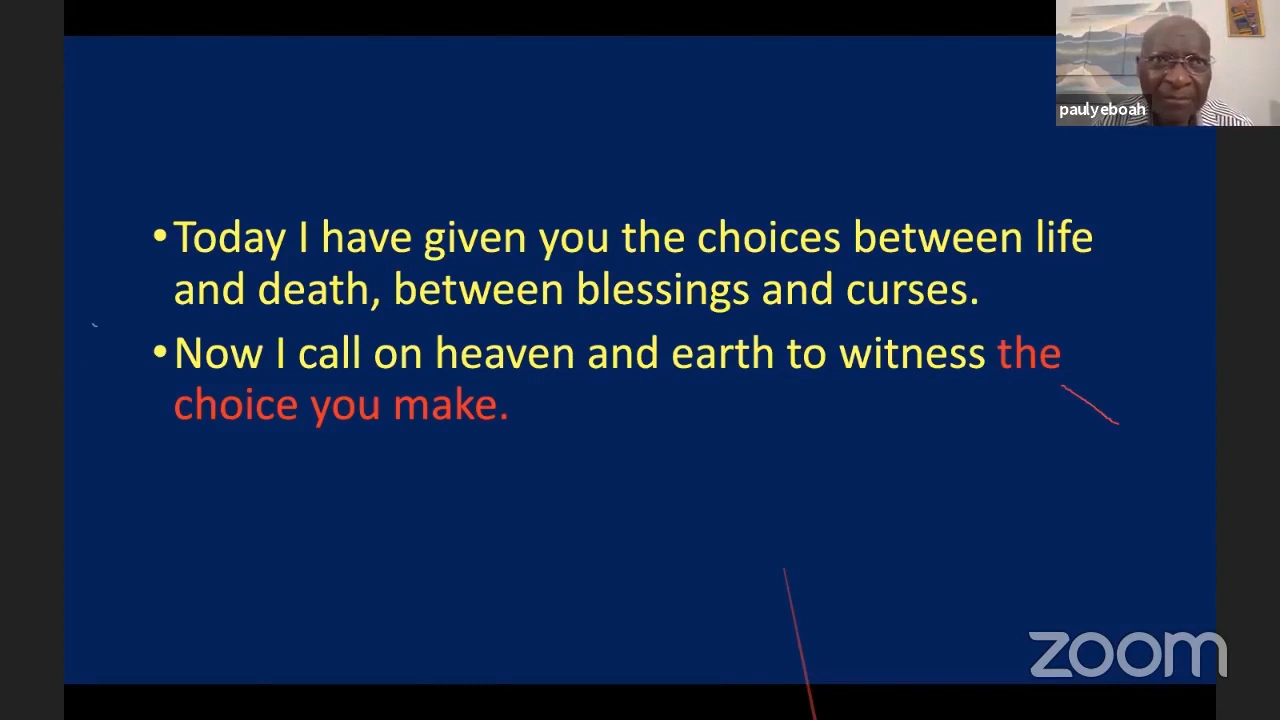 paulyeboah
•Today I have given you the choices between life
and death, between blessings and curses.
•Now I call on heaven and earth to witness the
choice you make.
zoom